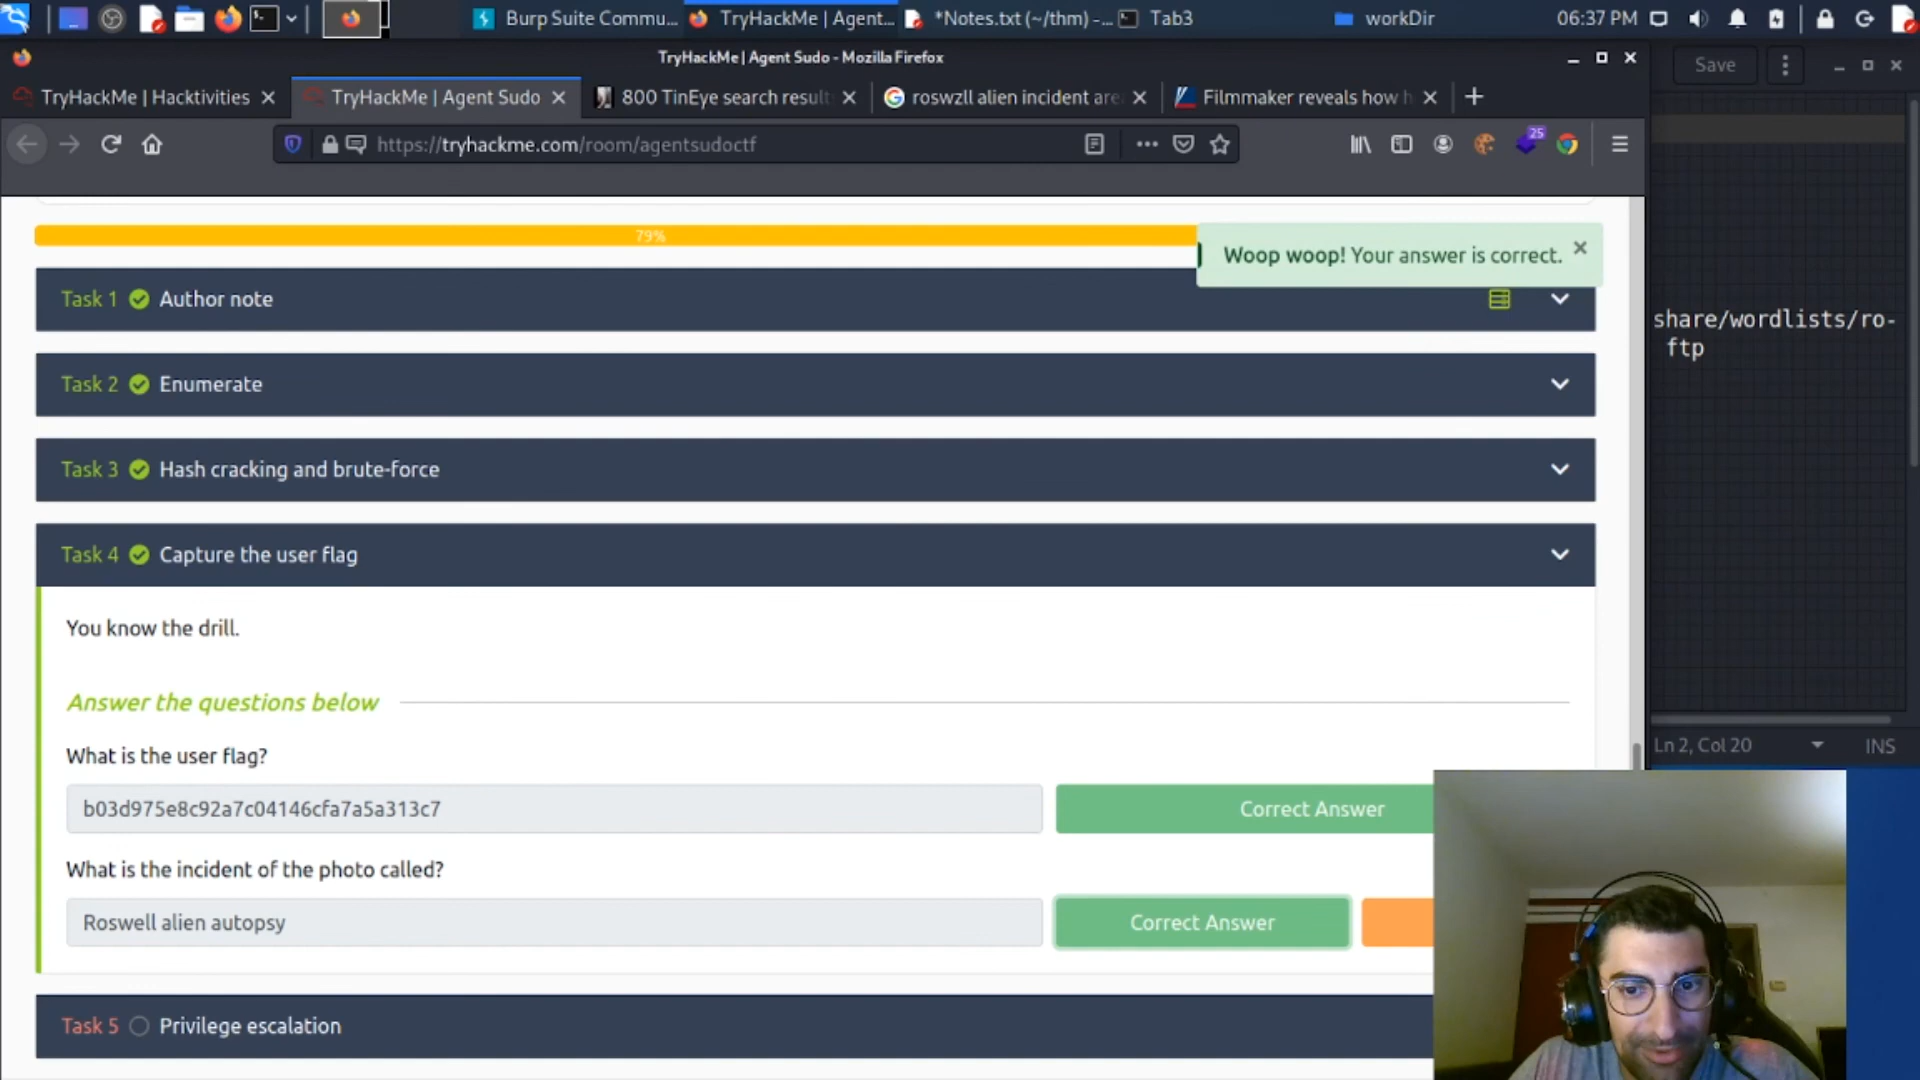 Burp Suite Commu...
TryHackMe | Agent...
*Notes.txt (~/thm) -...
Tab3
workDir
06:37 PM
TryHackMe | Agent Sudo - Mozilla Firefox
Save
TryHackMe | Hacktivities
TryHackMe | Agent Sudo
800 TinEye search result
roswzll alien incident are
Filmmaker reveals how h
https://tryhackme.com/room/agentsudoctf
25
79%
Woop woop! Your answer is correct.
Task 1 Author note
share/wordlists/ro-
ftp
Task 2 Enumerate
Task 3 Hash cracking and brute-force
Task 4 Capture the user flag
You know the drill.
Answer the questions below
What is the user flag?
Ln 2, Col 20
INS
b03d975e8c92a7c04146cfa7a5a313c7
Correct Answer
What is the incident of the photo called?
Roswell alien autopsy
Correct Answer
Task 5 Privilege escalation